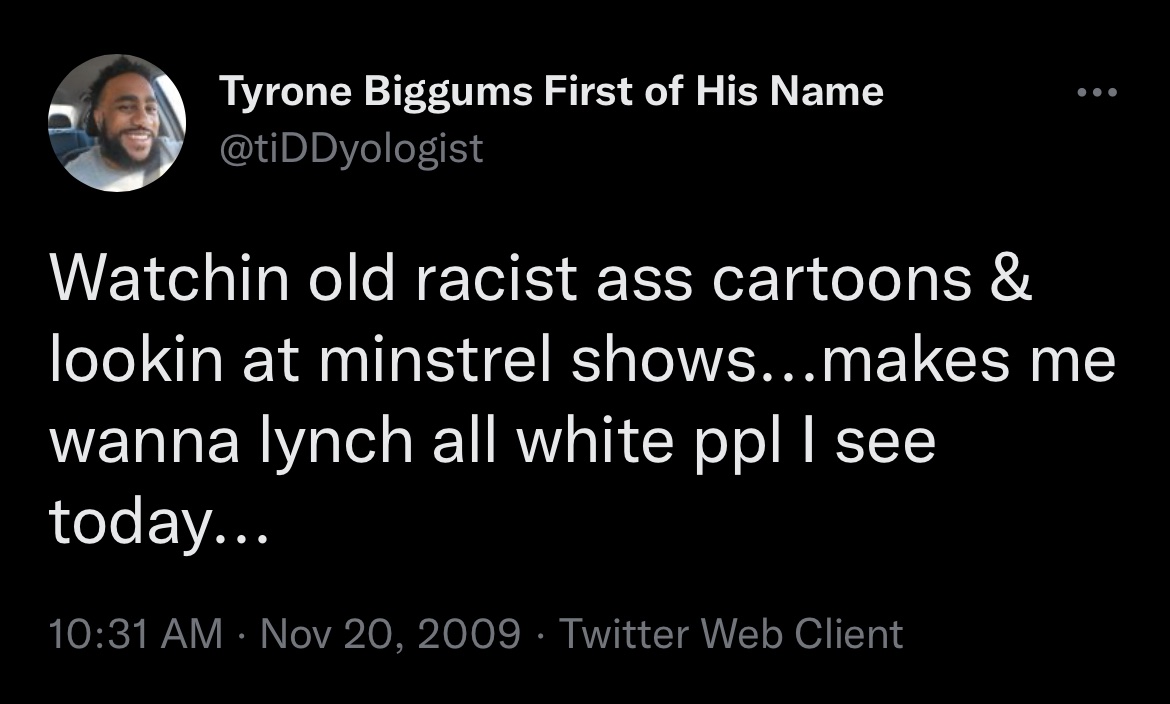 Tyrone Biggums First of His Name
@tiDDyologist
Watchin old racist ass cartoons &
lookin at minstrel shows...makes me
wanna lynch all white ppl I see
today...
10:31 AM · Nov 20, 2009 · Twitter Web Client